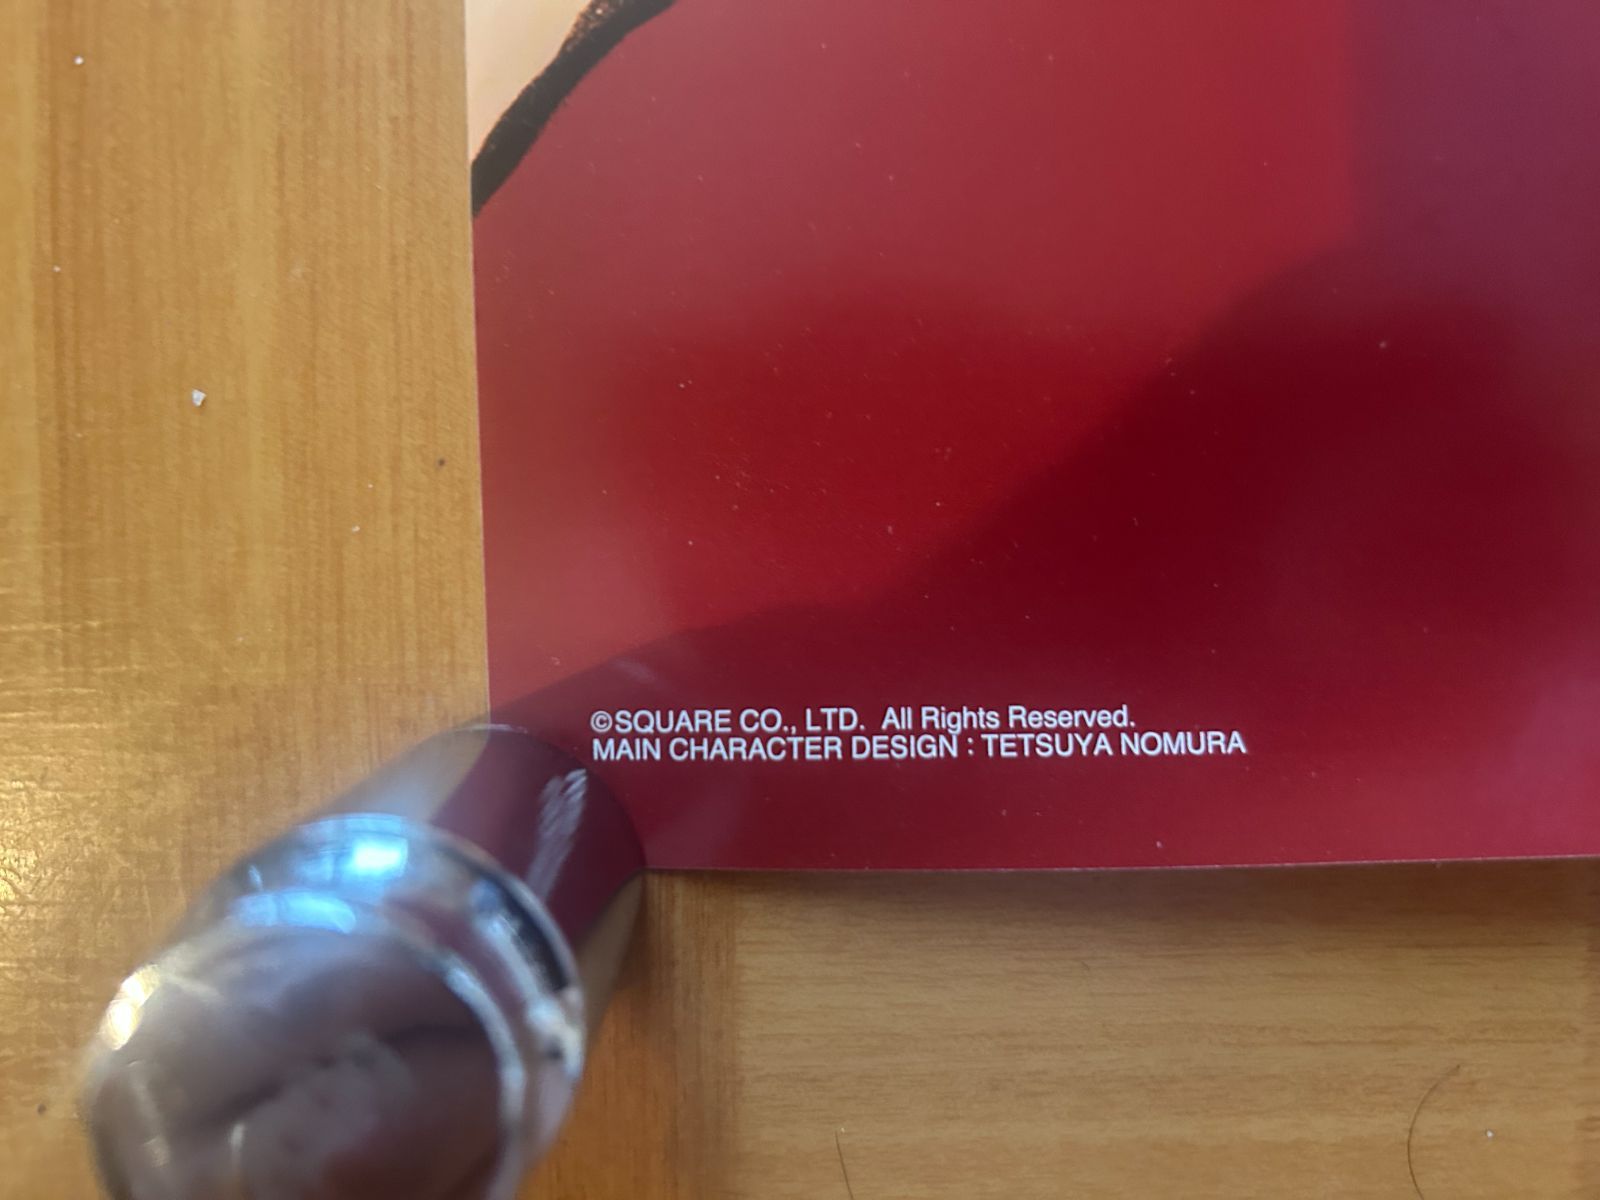 ©SQUARE CO., LTD. All Rights Reserved.
MAIN CHARACTER DESIGN : TETSUYA NOMURA